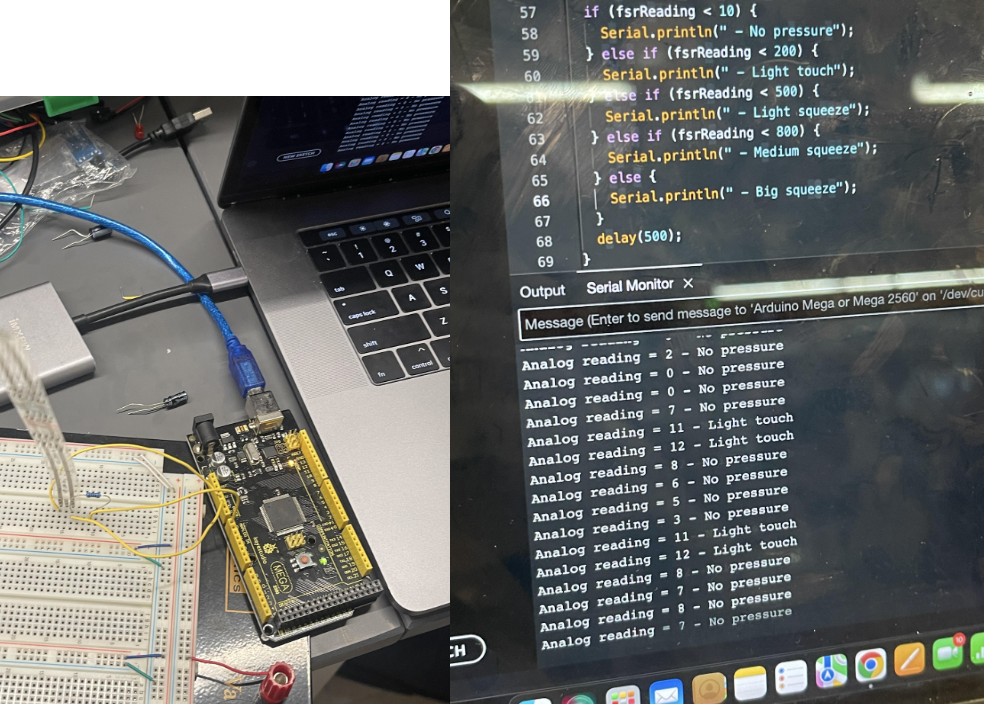 NEW SKETCH
esc
tab
Q
W
caps lock
A
S
shift
Z
fn
control
MEGA
57 if (fsrReading < 10) {
58 Serial.println(" - No pressure");
59 } else if (fsrReading < 200) {
60 Serial.println(" - Light touch");
61 } else if (fsrReading < 500) {
62 Serial.println(" - Light squeeze");
63 } else if (fsrReading < 800) {
64 Serial.println(" - Medium squeeze");
65 } else {
66 Serial.println(" - Big squeeze");
67 }
68 delay(500);
69 }
Output Serial Monitor ×
Message (Enter to send message to 'Arduino Mega or Mega 2560' on '/dev/cu
Analog reading = 2 - No pressure
Analog reading = 0 - No pressure
Analog reading = 0 - No pressure
Analog reading = 7 - No pressure
Analog reading = 11 - Light touch
Analog reading = 12 - Light touch
Analog reading = 8 - No pressure
Analog reading = 6 - No pressure
Analog reading = 5 - No pressure
Analog reading = 3 - No pressure
Analog reading = 11 - Light touch
Analog reading = 12 - Light touch
Analog reading = 8 - No pressure
Analog reading = 7 - No pressure
Analog reading = 8 - No pressure
Analog reading = 7 - No pressure
CH